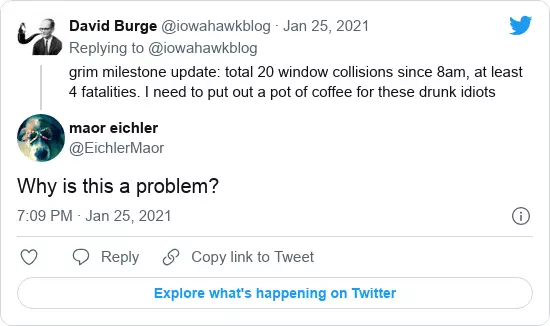 David Burge @iowahawkblog · Jan 25, 2021
Replying to @iowahawkblog
grim milestone update: total 20 window collisions since 8am, at least
4 fatalities. I need to put out a pot of coffee for these drunk idiots
maor eichler
@EichlerMaor
Why is this a problem?
7:09 PM · Jan 25, 2021
Reply Copy link to Tweet
Explore what's happening on Twitter